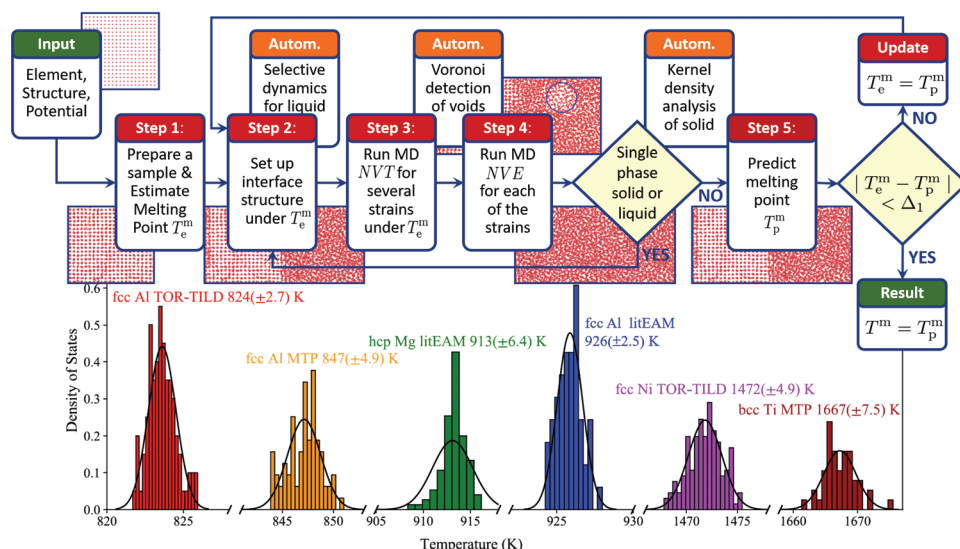 Input
Element,
Structure,
Potential
Autom.
Selective
dynamics
for liquid
Autom.
Voronoi
detection
of voids
Autom.
Kernel
density
analysis
of solid
Update
T_e^m = T_p^m
Step 1:
Prepare a
sample &
Estimate
Melting
Point T_e^m
Step 2:
Set up
interface
structure
under T_e^m
Step 3:
Run MD
NVT for
several
strains
under T_e^m
Step 4:
Run MD
NVE
for each
of the
strains
Single
phase
solid or
liquid
NO
YES
Step 5:
Predict
melting
point
T_p^m
NO
| T_e^m − T_p^m |
< Δ_1
YES
Result
T^m = T_p^m
fcc Al TOR-TILD 824(±2.7) K
fcc Al MTP 847(±4.9) K
hcp Mg litEAM 913(±6.4) K
fcc Al litEAM
926(±2.5) K
fcc Ni TOR-TILD 1472(±4.9) K
bcc Ti MTP 1667(±7.5) K
Density of States
0.6
0.5
0.4
0.3
0.2
0.1
0.0
820 825 845 850 905 910 915 925 930 1470 1475 1660 1670
Temperature (K)